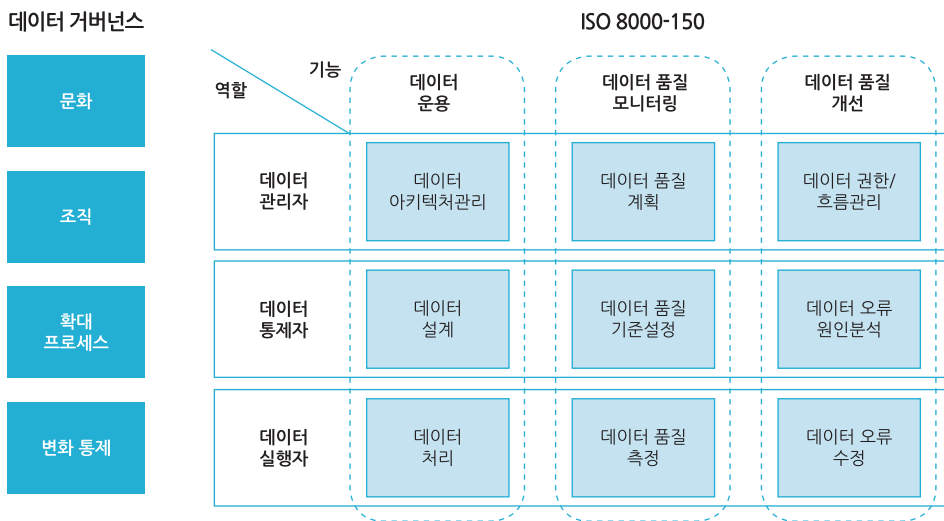 데이터 거버넌스
문화
조직
확대
프로세스
변화 통제
ISO 8000-150
기능
역할
데이터
운용
데이터 품질
모니터링
데이터 품질
개선
데이터
관리자
데이터
아키텍처관리
데이터 품질
계획
데이터 권한/
흐름관리
데이터
통제자
데이터
설계
데이터 품질
기준설정
데이터 오류
원인분석
데이터
실행자
데이터
처리
데이터 품질
측정
데이터 오류
수정